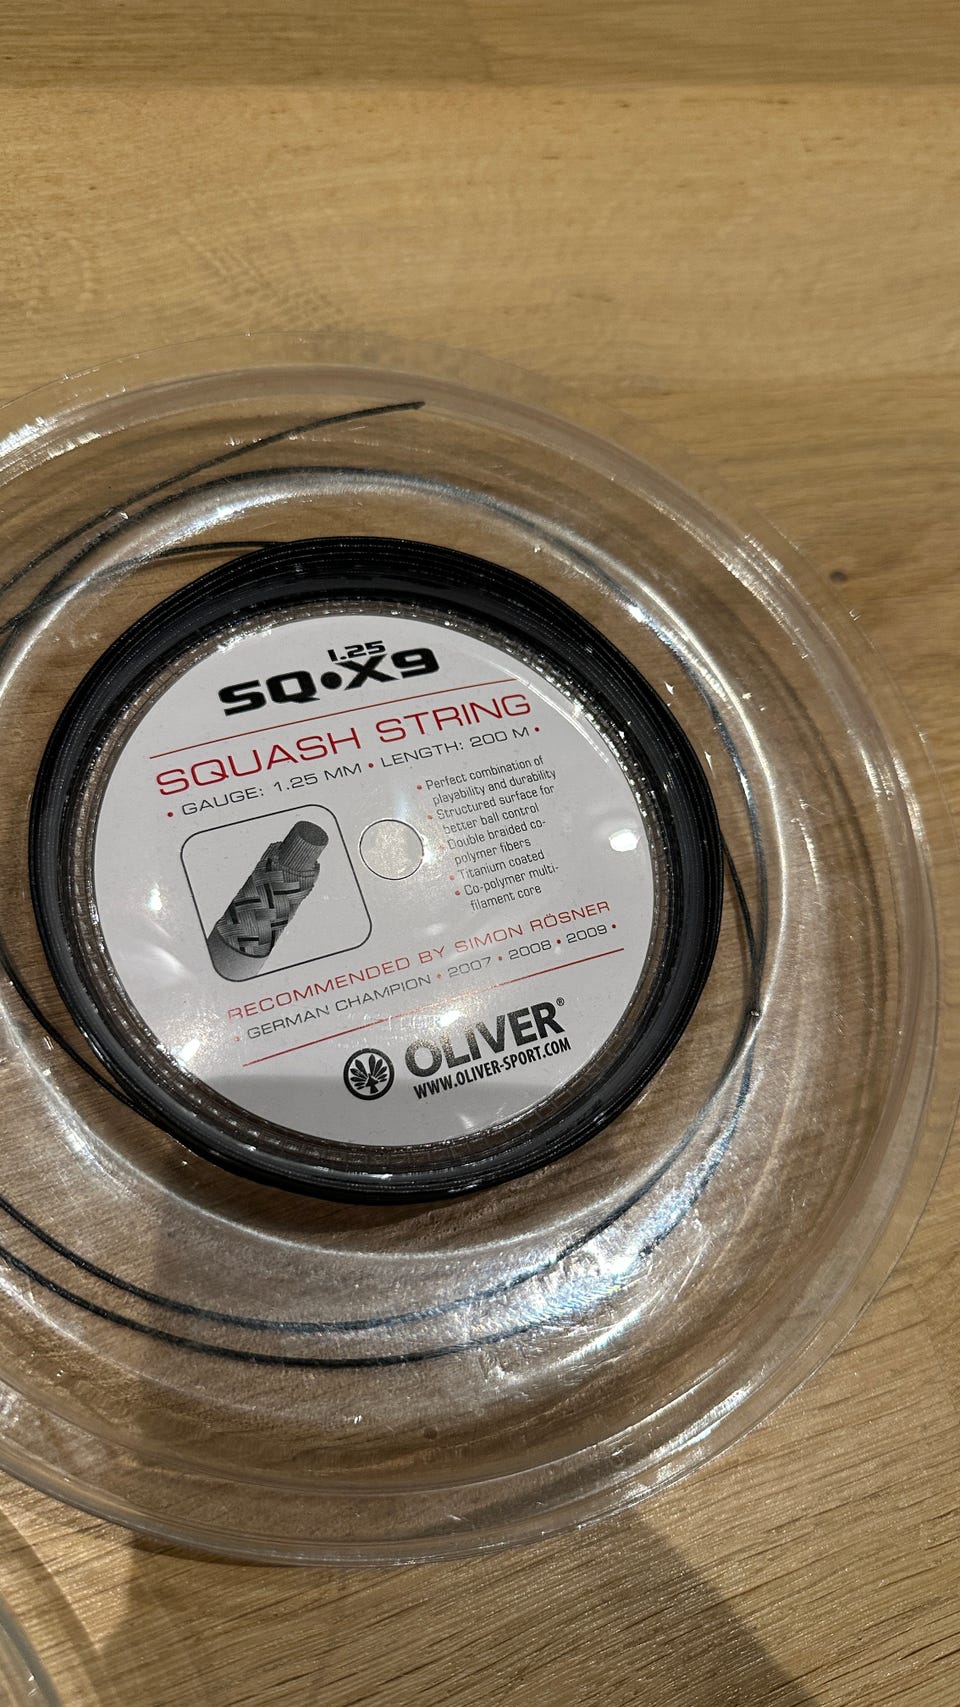 1.25
SQ•X9
SQUASH STRING
• GAUGE: 1.25 MM • LENGTH: 200 M •
• Perfect combination of
playability and durability
• Structured surface for
better ball control
• Double braided co-
polymer fibers
• Titanium coated
• Co-polymer multi-
filament core
RECOMMENDED BY SIMON RÖSNER
• GERMAN CHAMPION • 2007 • 2008 • 2009 •
OLIVER®
WWW.OLIVER-SPORT.COM